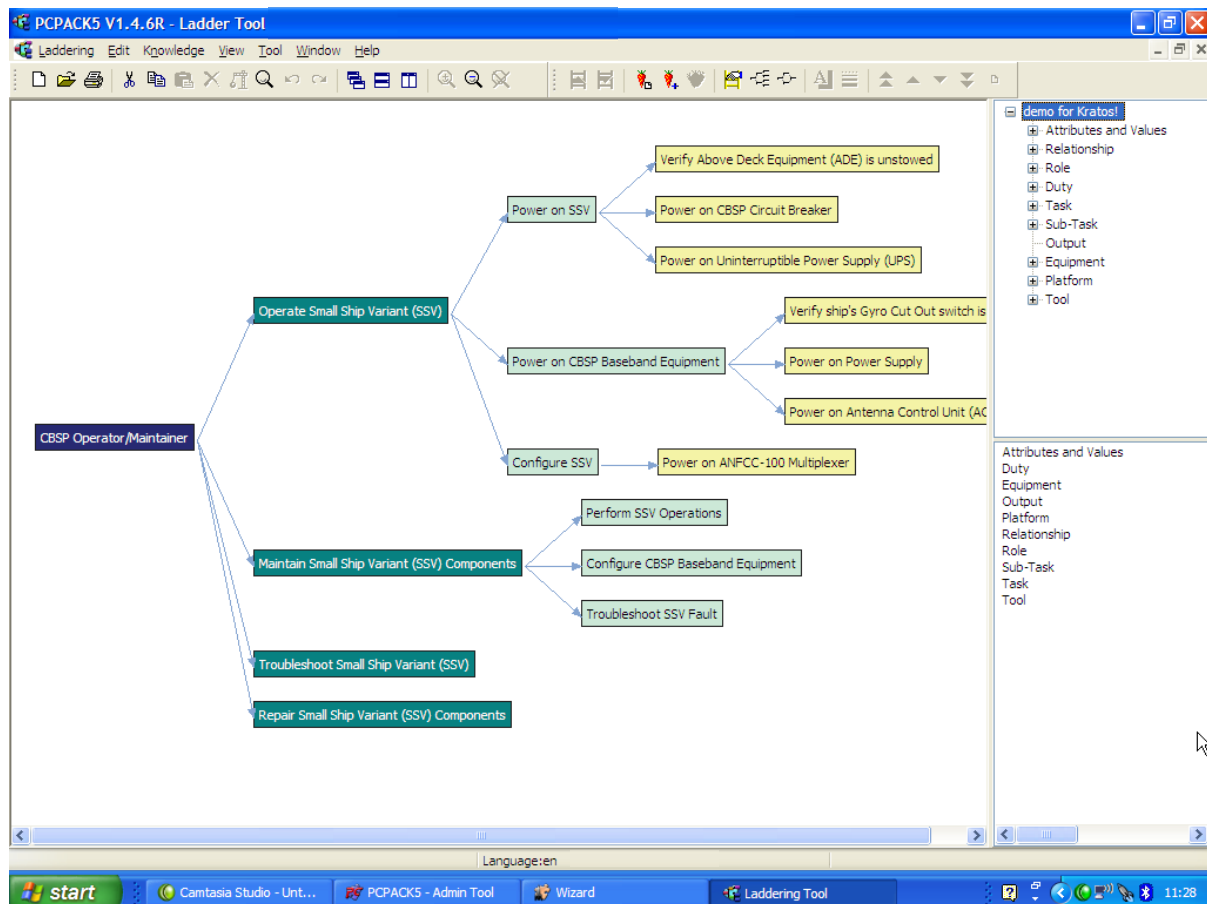 PCPACK5 V1.4.6R - Ladder Tool
Laddering Edit Knowledge View Tool Window Help
Verify Above Deck Equipment (ADE) is unstowed
Power on SSV
Power on CBSP Circuit Breaker
Power on Uninterruptible Power Supply (UPS)
Operate Small Ship Variant (SSV)
Verify ship's Gyro Cut Out switch is
Power on CBSP Baseband Equipment
Power on Power Supply
Power on Antenna Control Unit (AC
CBSP Operator/Maintainer
Configure SSV
Power on ANFCC-100 Multiplexer
Perform SSV Operations
Maintain Small Ship Variant (SSV) Components
Configure CBSP Baseband Equipment
Troubleshoot SSV Fault
Troubleshoot Small Ship Variant (SSV)
Repair Small Ship Variant (SSV) Components
demo for Kratos!
Attributes and Values
Relationship
Role
Duty
Task
Sub-Task
Output
Equipment
Platform
Tool
Attributes and Values
Duty
Equipment
Output
Platform
Relationship
Role
Sub-Task
Task
Tool
Language:en
start
Camtasia Studio - Unt...
PCPACK5 - Admin Tool
Wizard
Laddering Tool
11:28